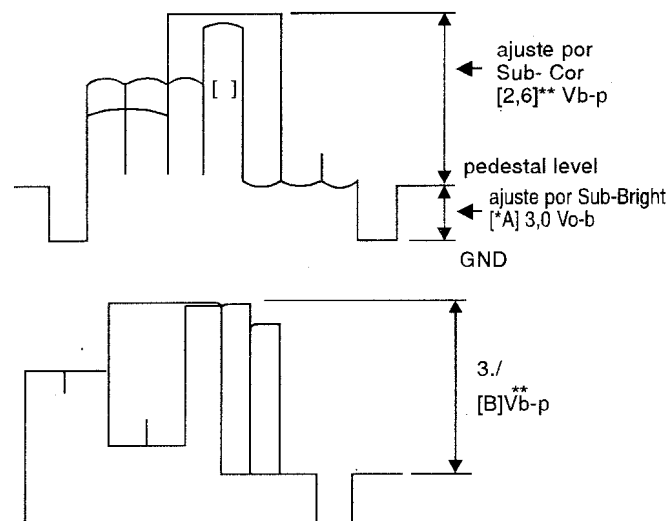 ajuste por
Sub- Cor
[2,6]** Vb-p
[ ]
pedestal level
ajuste por Sub-Bright
[*A] 3,0 Vo-b
GND
3./
[B]Vb-p
**